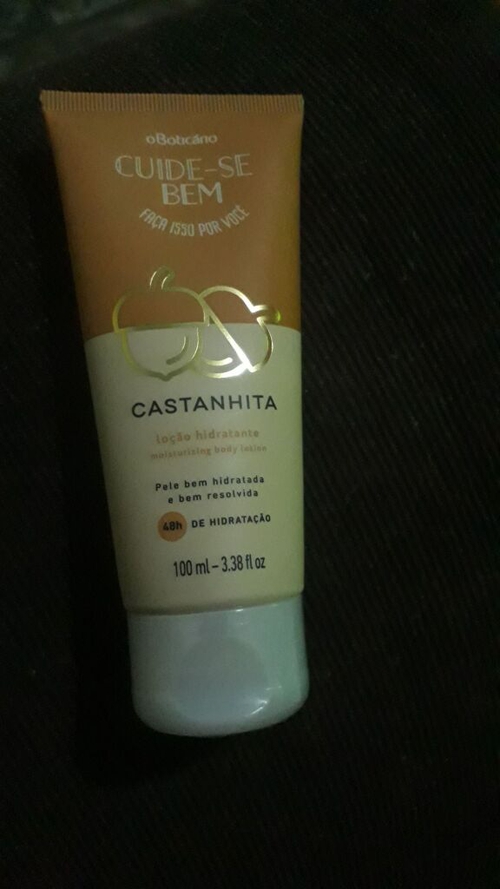 oBoticário
CUIDE-SE
BEM
FAÇA ISSO POR VOCÊ
CASTANHITA
loção hidratante
moisturizing body lotion
Pele bem hidratada
e bem resolvida
48h DE HIDRATAÇÃO
100 ml – 3.38 fl oz